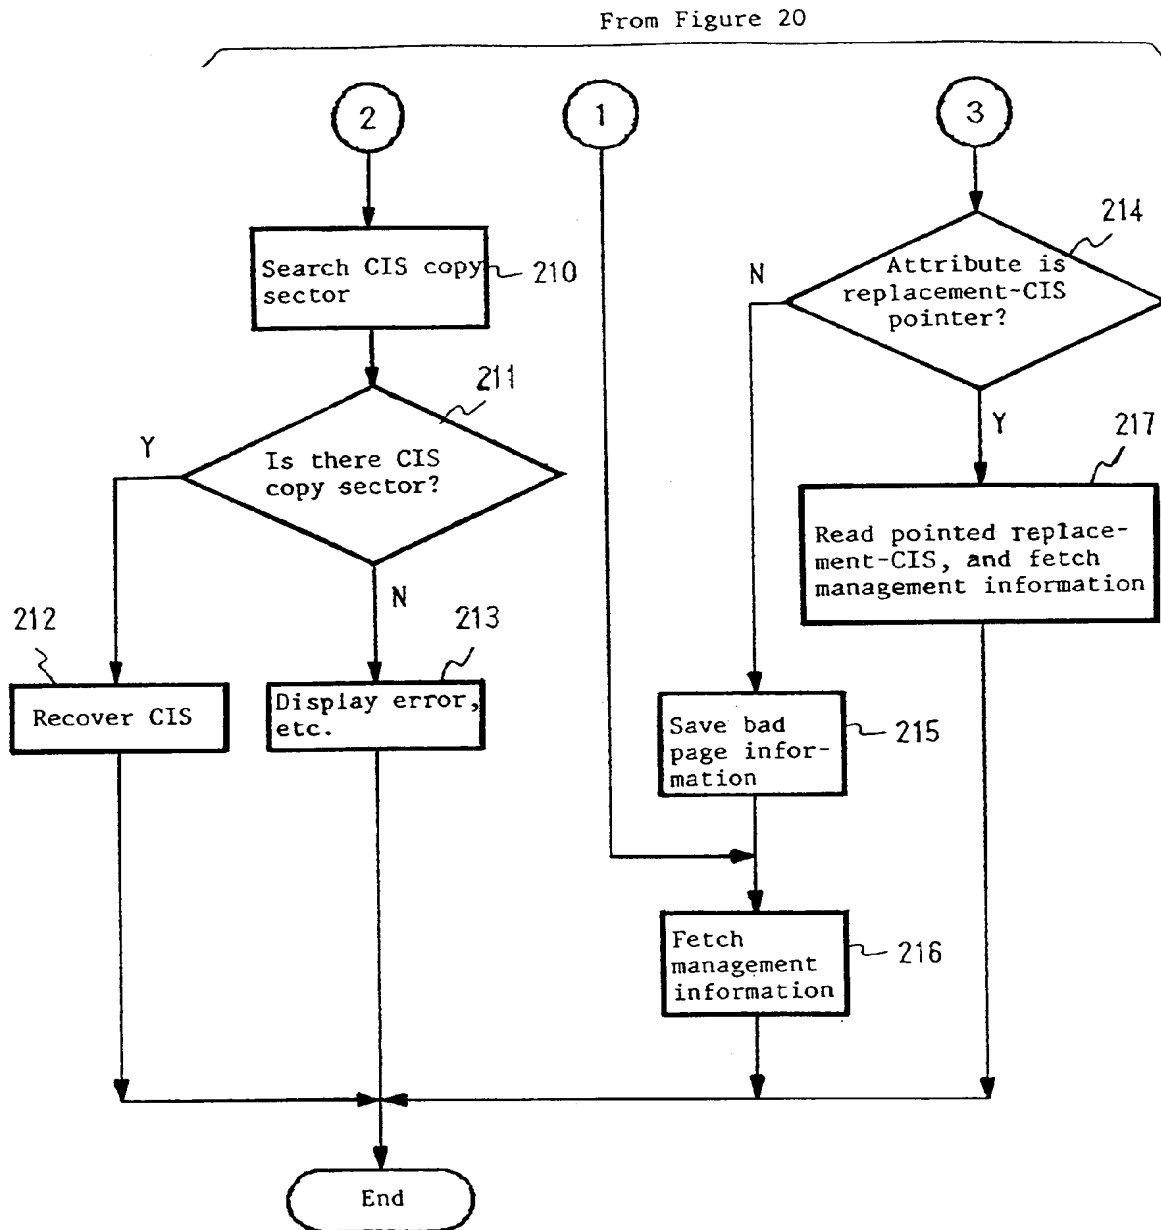 From Figure 20
2
1
3
214
Search CIS copy
sector
210
N
Attribute is
replacement-CIS
pointer?
211
Y
Is there CIS
copy sector?
Y
217
Read pointed replace-
ment-CIS, and fetch
management information
N
212
213
Recover CIS
Display error,
etc.
Save bad
page infor-
mation
215
Fetch
management
information
216
End